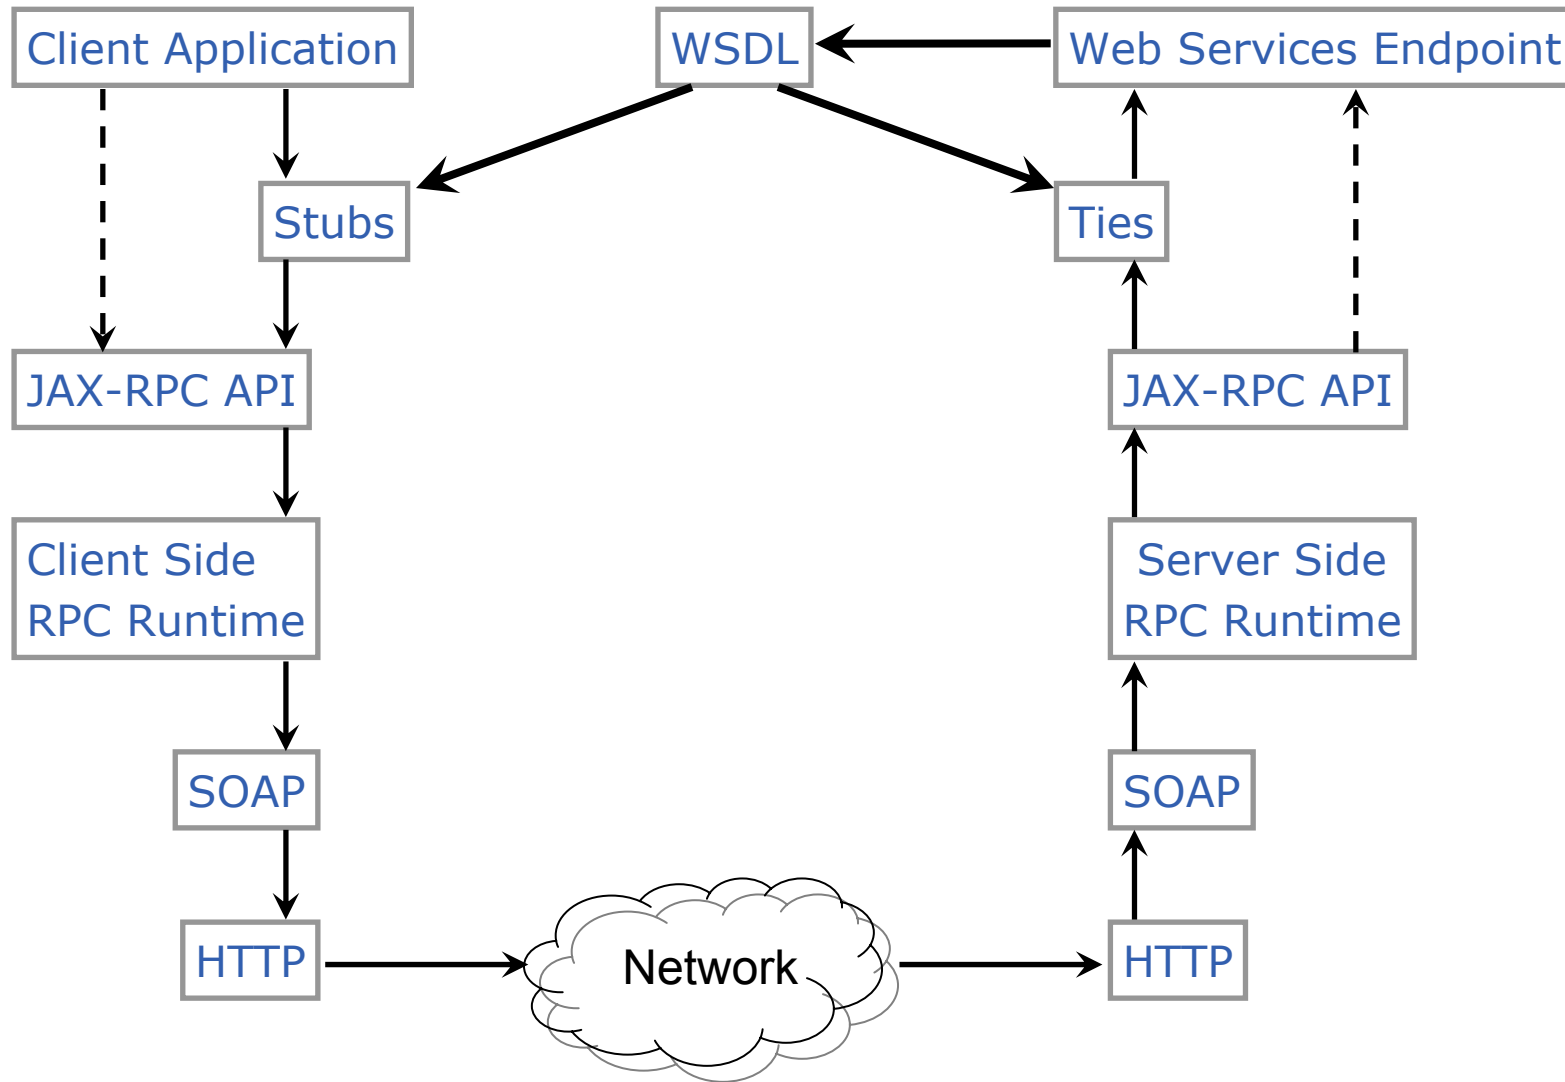 Client Application
WSDL
Web Services Endpoint
Stubs
Ties
JAX-RPC API
JAX-RPC API
Client Side
RPC Runtime
Server Side
RPC Runtime
SOAP
SOAP
HTTP
Network
HTTP